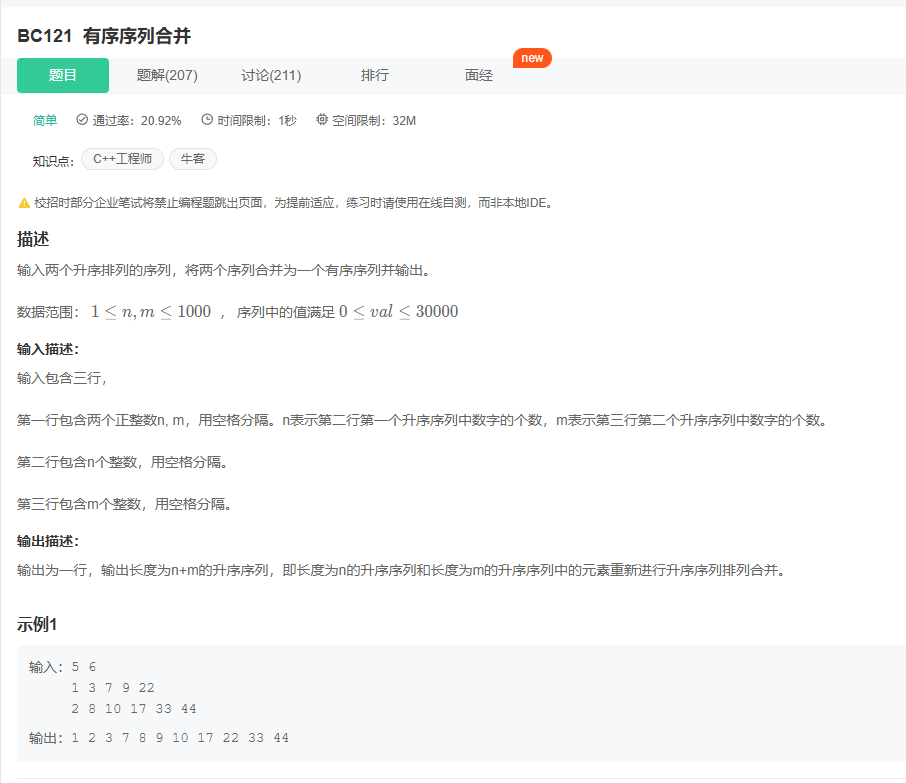 BC121 有序序列合并
new
题目 题解(207) 讨论(211) 排行 面经
简单 通过率：20.92% 时间限制：1秒 空间限制：32M
知识点： C++工程师 牛客
校招时部分企业笔试将禁止编程题跳出页面，为提前适应，练习时请使用在线自测，而非本地IDE。
描述
输入两个升序排列的序列，将两个序列合并为一个有序序列并输出。
数据范围： 1 ≤ n, m ≤ 1000 ， 序列中的值满足 0 ≤ val ≤ 30000
输入描述：
输入包含三行，
第一行包含两个正整数n, m，用空格分隔。n表示第二行第一个升序序列中数字的个数，m表示第三行第二个升序序列中数字的个数。
第二行包含n个整数，用空格分隔。
第三行包含m个整数，用空格分隔。
输出描述：
输出为一行，输出长度为n+m的升序序列，即长度为n的升序序列和长度为m的升序序列中的元素重新进行升序序列排列合并。
示例1
输入：5 6
1 3 7 9 22
2 8 10 17 33 44
输出：1 2 3 7 8 9 10 17 22 33 44